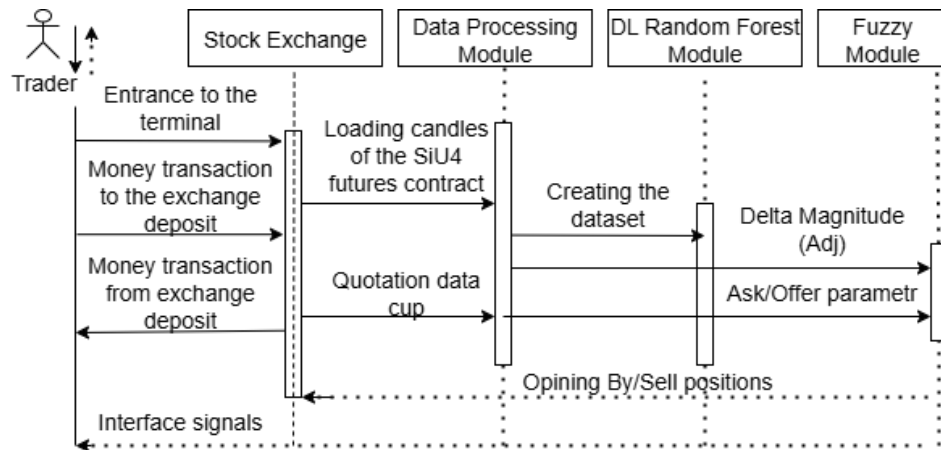 Trader
Stock Exchange
Data Processing
Module
DL Random Forest
Module
Fuzzy
Module
Entrance to the
terminal
Loading candles
of the SiU4
futures contract
Money transaction
to the exchange
deposit
Creating the
dataset
Delta Magnitude
(Adj)
Money transaction
from exchange
deposit
Quotation data
cup
Ask/Offer parametr
Opining By/Sell positions
Interface signals